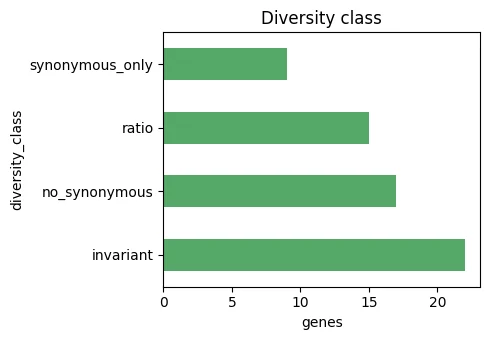 Diversity class
synonymous_only
ratio
no_synonymous
invariant
diversity_class
0 5 10 15 20
genes